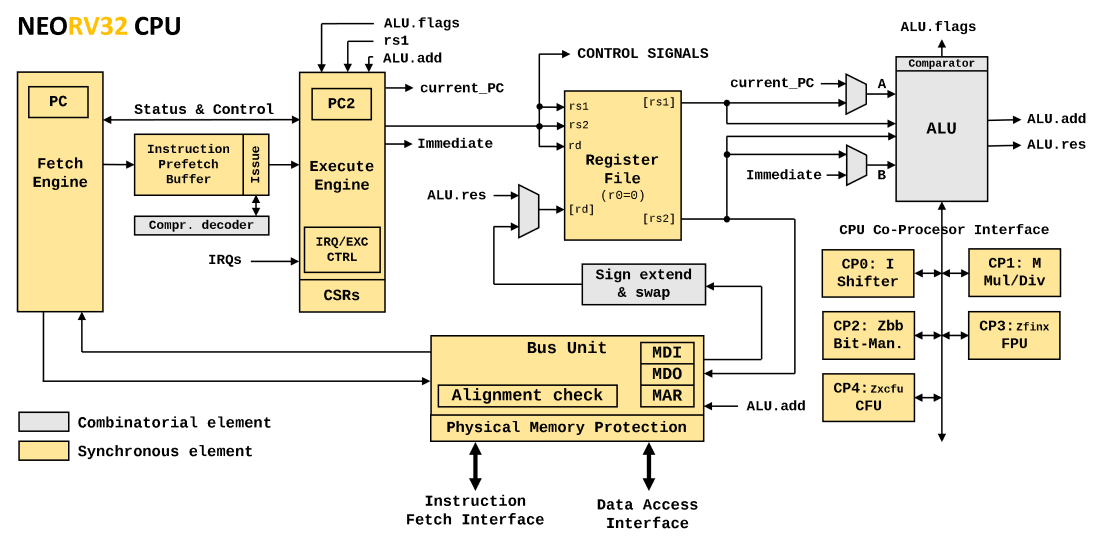 NEORV32 CPU
ALU.flags
rs1
ALU.add
current_PC
Immediate
PC
Fetch
Engine
Status & Control
Instruction
Prefetch
Buffer
Issue
Compr. decoder
PC2
Execute
Engine
IRQ/EXC
CTRL
CSRs
IRQs
CONTROL SIGNALS
rs1
rs2
rd
[rd]
[rs1]
[rs2]
Register
File
(r0=0)
ALU.res
Sign extend
& swap
ALU.flags
Comparator
ALU
current_PC
A
Immediate
B
ALU.add
ALU.res
CPU Co-Procesor Interface
CP0: I
Shifter
CP1: M
Mul/Div
CP2: Zbb
Bit-Man.
CP3:Zfinx
FPU
CP4:Zxcfu
CFU
Bus Unit
MDI
MDO
MAR
Alignment check
Physical Memory Protection
ALU.add
Combinatorial element
Synchronous element
Instruction
Fetch Interface
Data Access
Interface